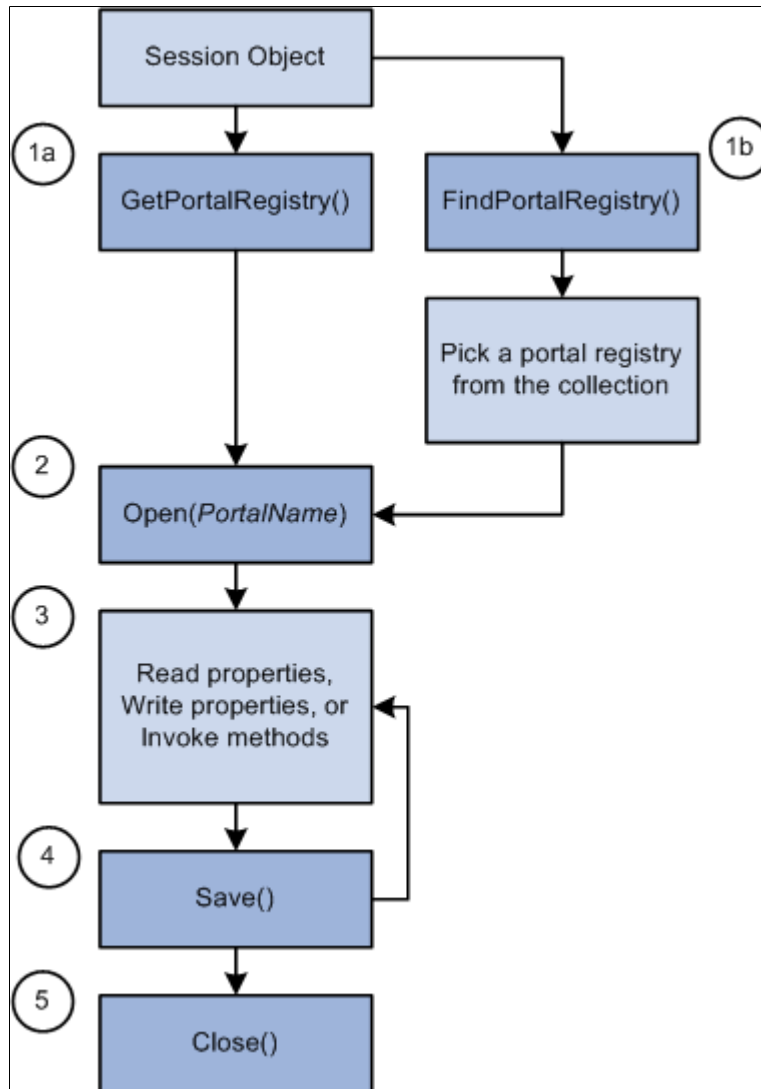 Session Object
1a
GetPortalRegistry()
FindPortalRegistry()
1b
Pick a portal registry
from the collection
2
Open(PortalName)
3
Read properties,
Write properties, or
Invoke methods
4
Save()
5
Close()